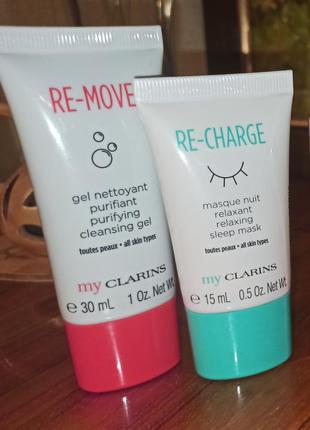 RE-MOVE
gel nettoyant
purifiant
purifying
cleansing gel
toutes peaux • all skin types
my CLARINS
e 30 mL 1 Oz. Net Wt.
RE-CHARGE
masque nuit
relaxant
relaxing
sleep mask
toutes peaux • all skin types
my CLARINS
e 15 mL 0.5 Oz. Net Wt.